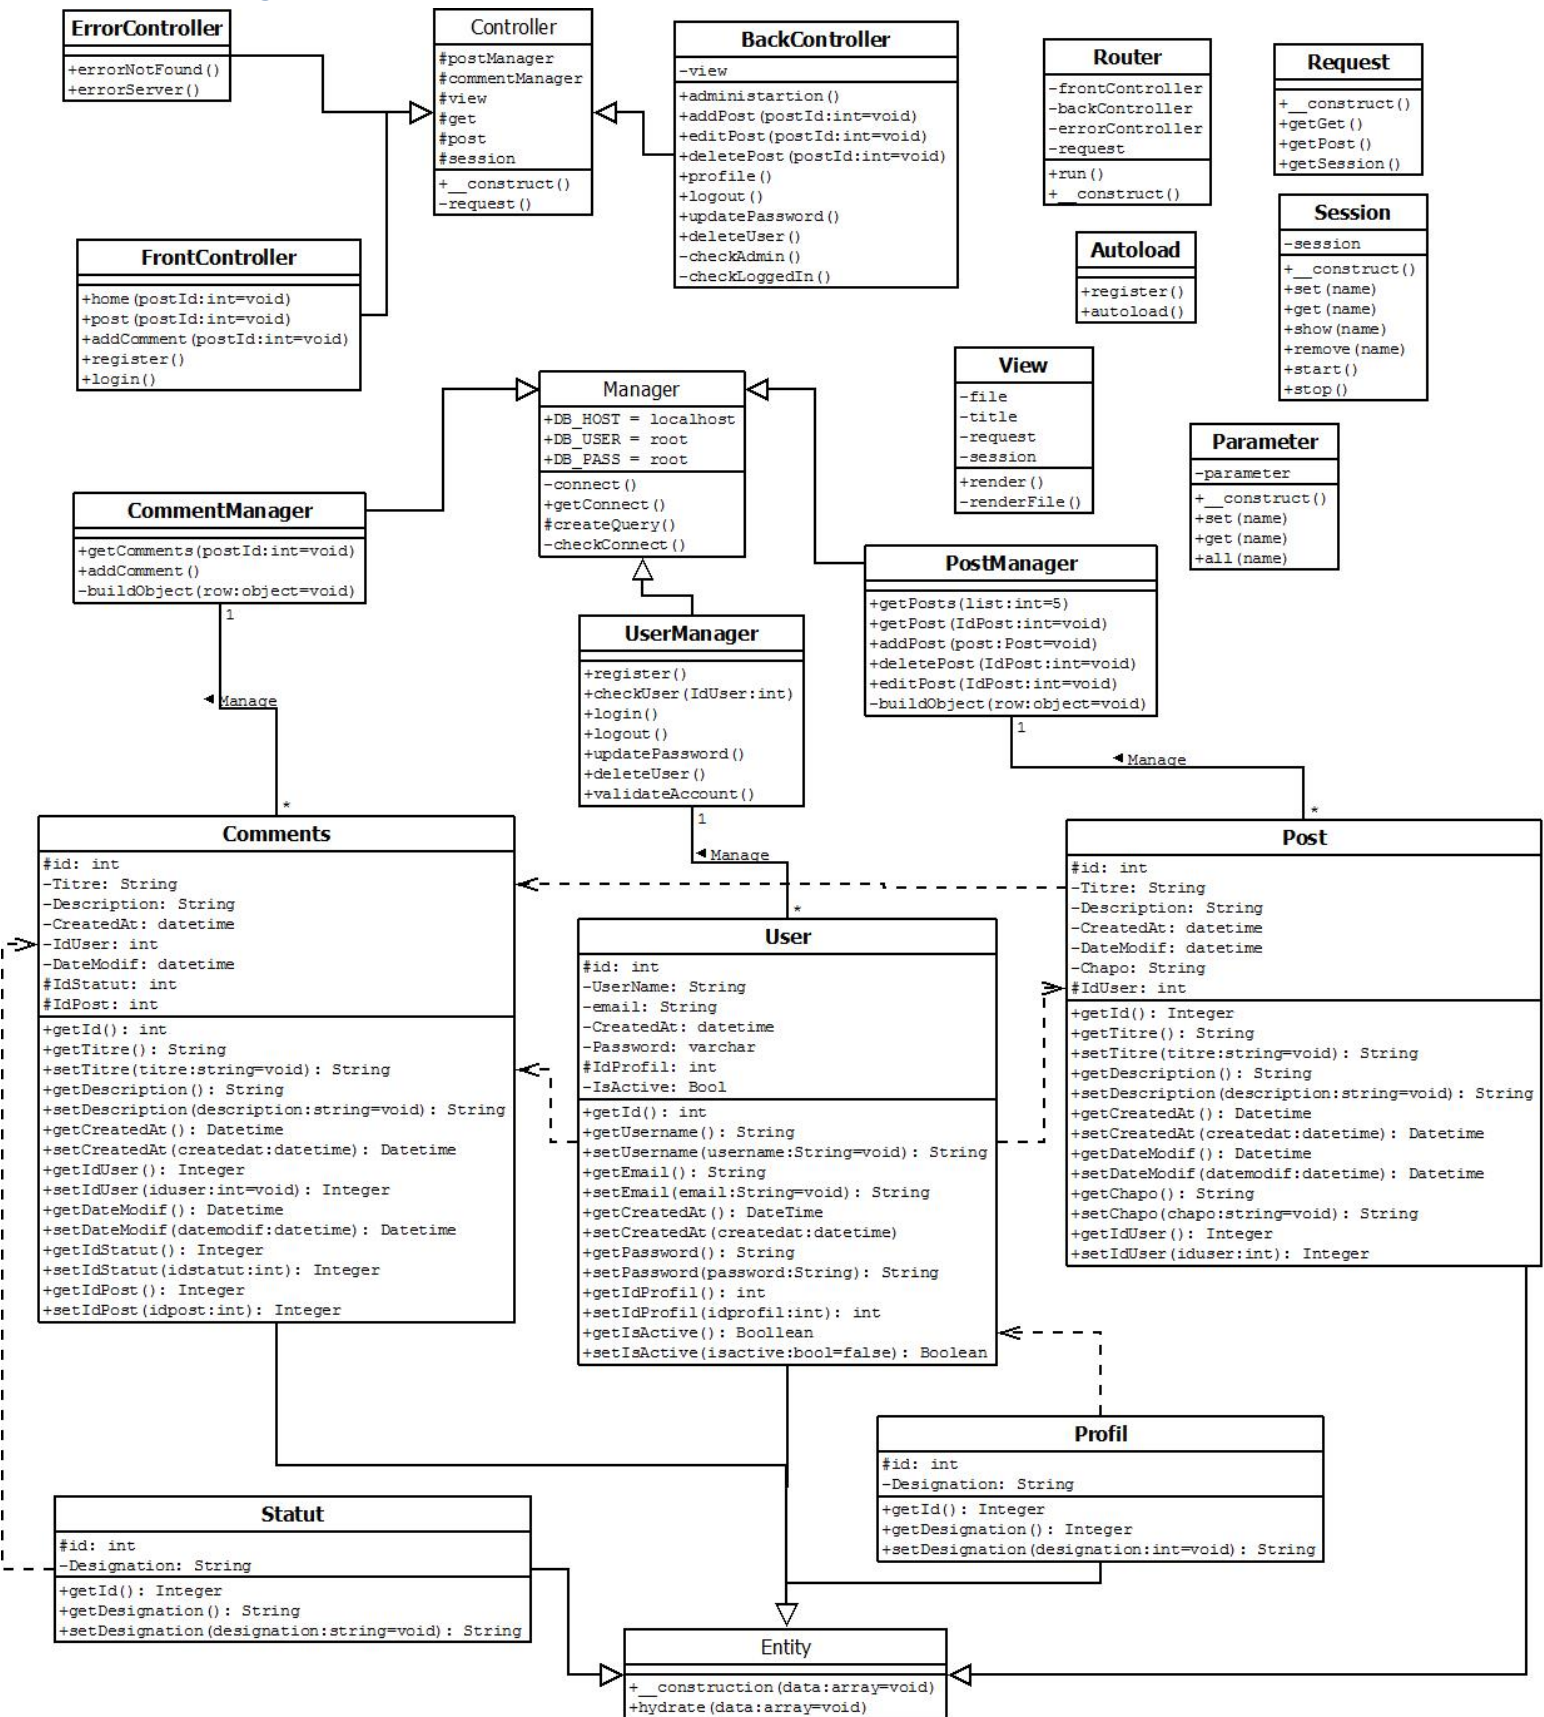 ErrorController
+errorNotFound()
+errorServer()
Controller
#postManager
#commentManager
#view
#get
#post
#session
+__construct()
-request()
BackController
-view
+administartion()
+addPost(postId:int=void)
+editPost(postId:int=void)
+deletePost(postId:int=void)
+profile()
+logout()
+updatePassword()
+deleteUser()
-checkAdmin()
-checkLoggedIn()
Router
-frontController
-backController
-errorController
-request
+run()
+__construct()
Request
+__construct()
+getGet()
+getPost()
+getSession()
Session
-session
+__construct()
+set(name)
+get(name)
+show(name)
+remove(name)
+start()
+stop()
FrontController
+home(postId:int=void)
+post(postId:int=void)
+addComment(postId:int=void)
+register()
+login()
Autoload
+register()
+autoload()
View
-file
-title
-request
-session
+render()
-renderFile()
Manager
+DB_HOST = localhost
+DB_USER = root
+DB_PASS = root
-connect()
+getConnect()
#createQuery()
-checkConnect()
Parameter
-parameter
+__construct()
+set(name)
+get(name)
+all(name)
CommentManager
+getComments(postId:int=void)
+addComment()
-buildObject(row:object=void)
1
Manage
*
UserManager
+register()
+checkUser(IdUser:int)
+login()
+logout()
+updatePassword()
+deleteUser()
+validateAccount()
1
Manage
*
PostManager
+getPosts(list:int=5)
+getPost(IdPost:int=void)
+addPost(post:Post=void)
+deletePost(IdPost:int=void)
+editPost(IdPost:int=void)
-buildObject(row:object=void)
1
Manage
*
Comments
#id: int
-Titre: String
-Description: String
-CreatedAt: datetime
-IdUser: int
-DateModif: datetime
#IdStatut: int
#IdPost: int
+getId(): int
+getTitre(): String
+setTitre(titre:string=void): String
+getDescription(): String
+setDescription(description:string=void): String
+getCreatedAt(): Datetime
+setCreatedAt(createdat:datetime): Datetime
+getIdUser(): Integer
+setIdUser(iduser:int=void): Integer
+getDateModif(): Datetime
+setDateModif(datemodif:datetime): Datetime
+getIdStatut(): Integer
+setIdStatut(idstatut:int): Integer
+getIdPost(): Integer
+setIdPost(idpost:int): Integer
User
#id: int
-UserName: String
-email: String
-CreatedAt: datetime
-Password: varchar
#IdProfil: int
-IsActive: Bool
+getId(): int
+getUsername(): String
+setUsername(username:String=void): String
+getEmail(): String
+setEmail(email:String=void): String
+getCreatedAt(): DateTime
+setCreatedAt(createdat:datetime)
+getPassword(): String
+setPassword(password:String): String
+getIdProfil(): int
+setIdProfil(idprofil:int): int
+getIsActive(): Boollean
+setIsActive(isactive:bool=false): Boolean
Post
#id: int
-Titre: String
-Description: String
-CreatedAt: datetime
-DateModif: datetime
-Chapo: String
#IdUser: int
+getId(): Integer
+getTitre(): String
+setTitre(titre:string=void): String
+getDescription(): String
+setDescription(description:string=void): String
+getCreatedAt(): Datetime
+setCreatedAt(createdat:datetime): Datetime
+getDateModif(): Datetime
+setDateModif(datemodif:datetime): Datetime
+getChapo(): String
+setChapo(chapo:string=void): String
+getIdUser(): Integer
+setIdUser(iduser:int): Integer
Profil
#id: int
-Designation: String
+getId(): Integer
+getDesignation(): Integer
+setDesignation(designation:int=void): String
Statut
#id: int
-Designation: String
+getId(): Integer
+getDesignation(): String
+setDesignation(designation:string=void): String
Entity
+__construction(data:array=void)
+hydrate(data:array=void)